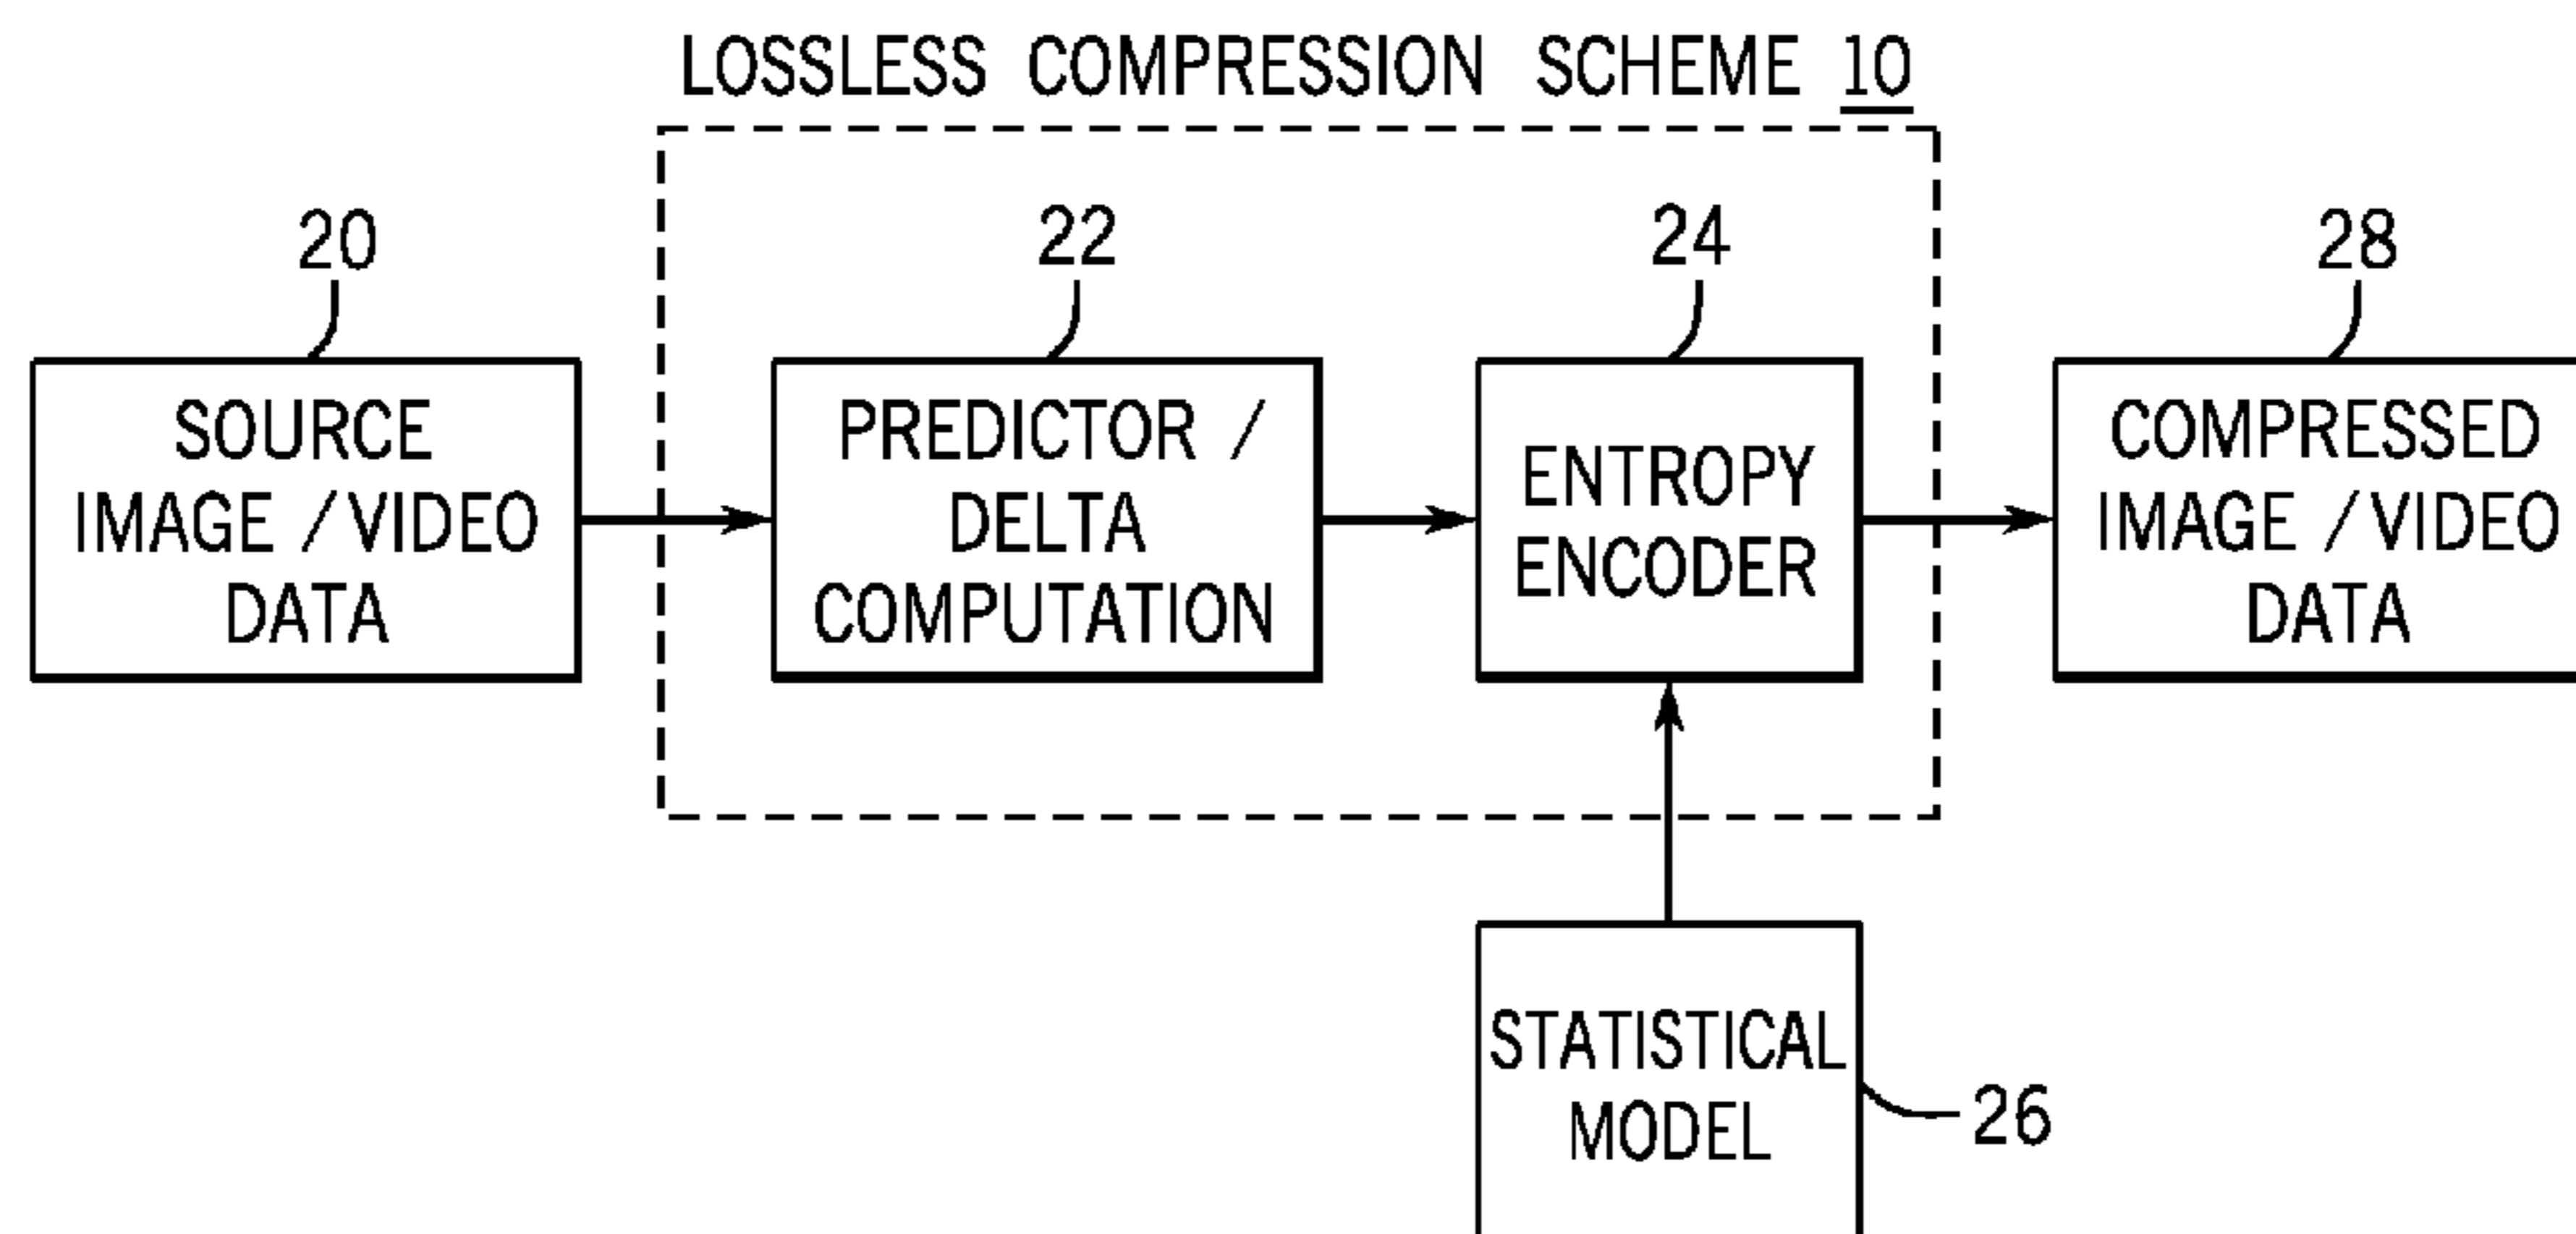 LOSSLESS COMPRESSION SCHEME 10
20
22
24
28
SOURCE
IMAGE / VIDEO
DATA
PREDICTOR /
DELTA
COMPUTATION
ENTROPY
ENCODER
COMPRESSED
IMAGE / VIDEO
DATA
STATISTICAL
MODEL
26